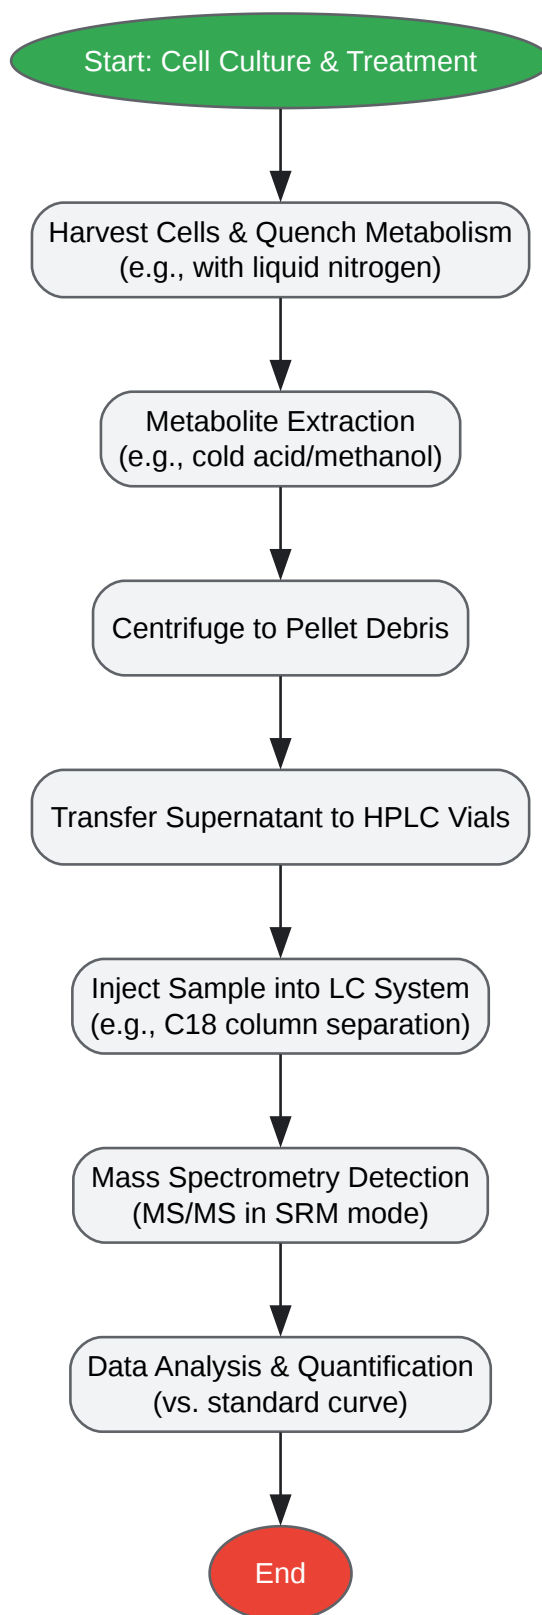 Start: Cell Culture & Treatment
Harvest Cells & Quench Metabolism
(e.g., with liquid nitrogen)
Metabolite Extraction
(e.g., cold acid/methanol)
Centrifuge to Pellet Debris
Transfer Supernatant to HPLC Vials
Inject Sample into LC System
(e.g., C18 column separation)
Mass Spectrometry Detection
(MS/MS in SRM mode)
Data Analysis & Quantification
(vs. standard curve)
End